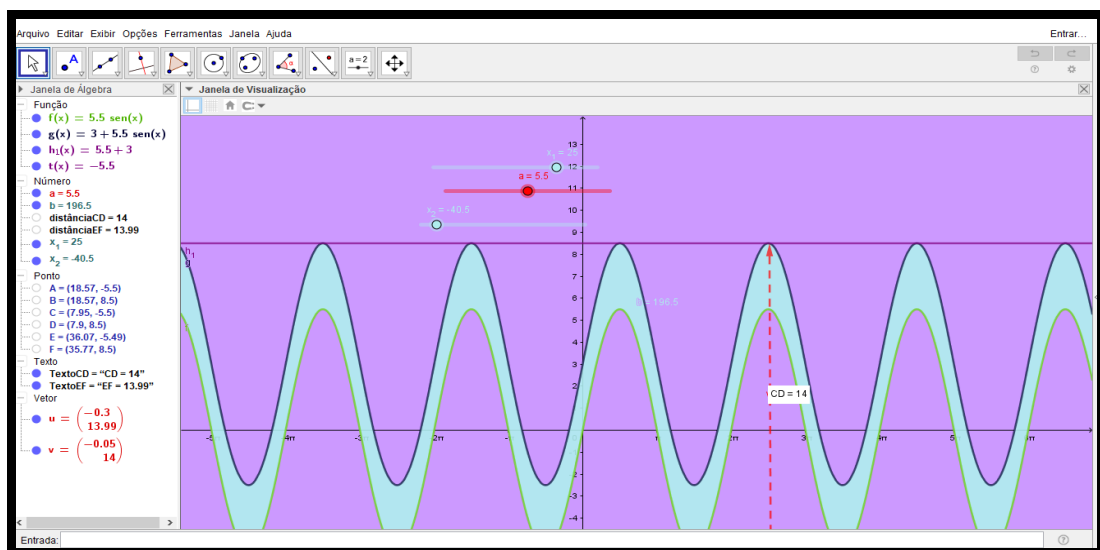 Arquivo Editar Exibir Opções Ferramentas Janela Ajuda
Entrar...
A
a=2
Janela de Álgebra
Janela de Visualização
Função
f(x) = 5.5 sen(x)
g(x) = 3 + 5.5 sen(x)
h₁(x) = 5.5 + 3
t(x) = −5.5
Número
a = 5.5
b = 196.5
distânciaCD = 14
distânciaEF = 13.99
x₁ = 25
x₂ = -40.5
Ponto
A = (18.57, -5.5)
B = (18.57, 8.5)
C = (7.95, -5.5)
D = (7.9, 8.5)
E = (36.07, -5.49)
F = (35.77, 8.5)
Texto
TextoCD = “CD = 14”
TextoEF = “EF = 13.99”
Vetor
u = (−0.3
13.99)
v = (−0.05
14)
13
x₁ = 25
12
a = 5.5
11
x₂ = -40.5
10
9
h₁
8
g
7
6
b = 196.5
5
4
3
2
CD = 14
-3
-4
Entrada: